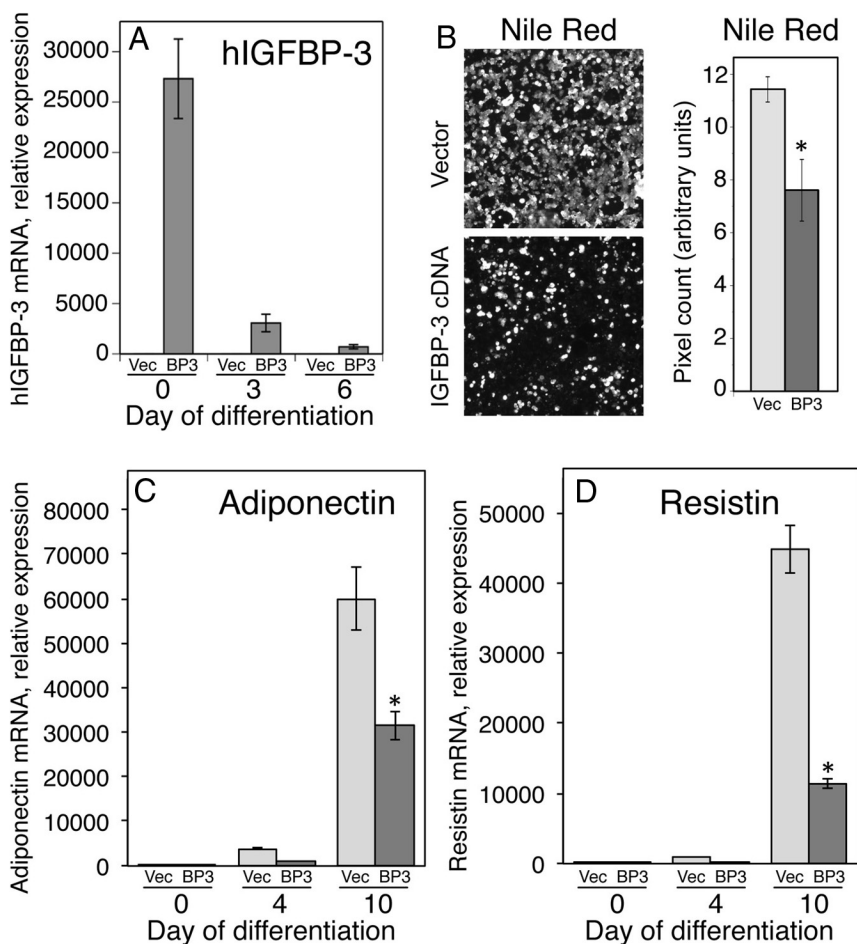 A
hIGFBP-3
hIGFBP-3 mRNA, relative expression
30000
25000
20000
15000
10000
5000
0
Vec BP3 Vec BP3 Vec BP3
0 3 6
Day of differentiation
B
Nile Red
Vector
IGFBP-3 cDNA
Nile Red
Pixel count (arbitrary units)
12
10
8
6
4
2
0
*
Vec BP3
C
Adiponectin
Adiponectin mRNA, relative expression
80000
70000
60000
50000
40000
30000
20000
10000
0
*
Vec BP3 Vec BP3 Vec BP3
0 4 10
Day of differentiation
D
Resistin
Resistin mRNA, relative expression
50000
40000
30000
20000
10000
0
*
Vec BP3 Vec BP3 Vec BP3
0 4 10
Day of differentiation